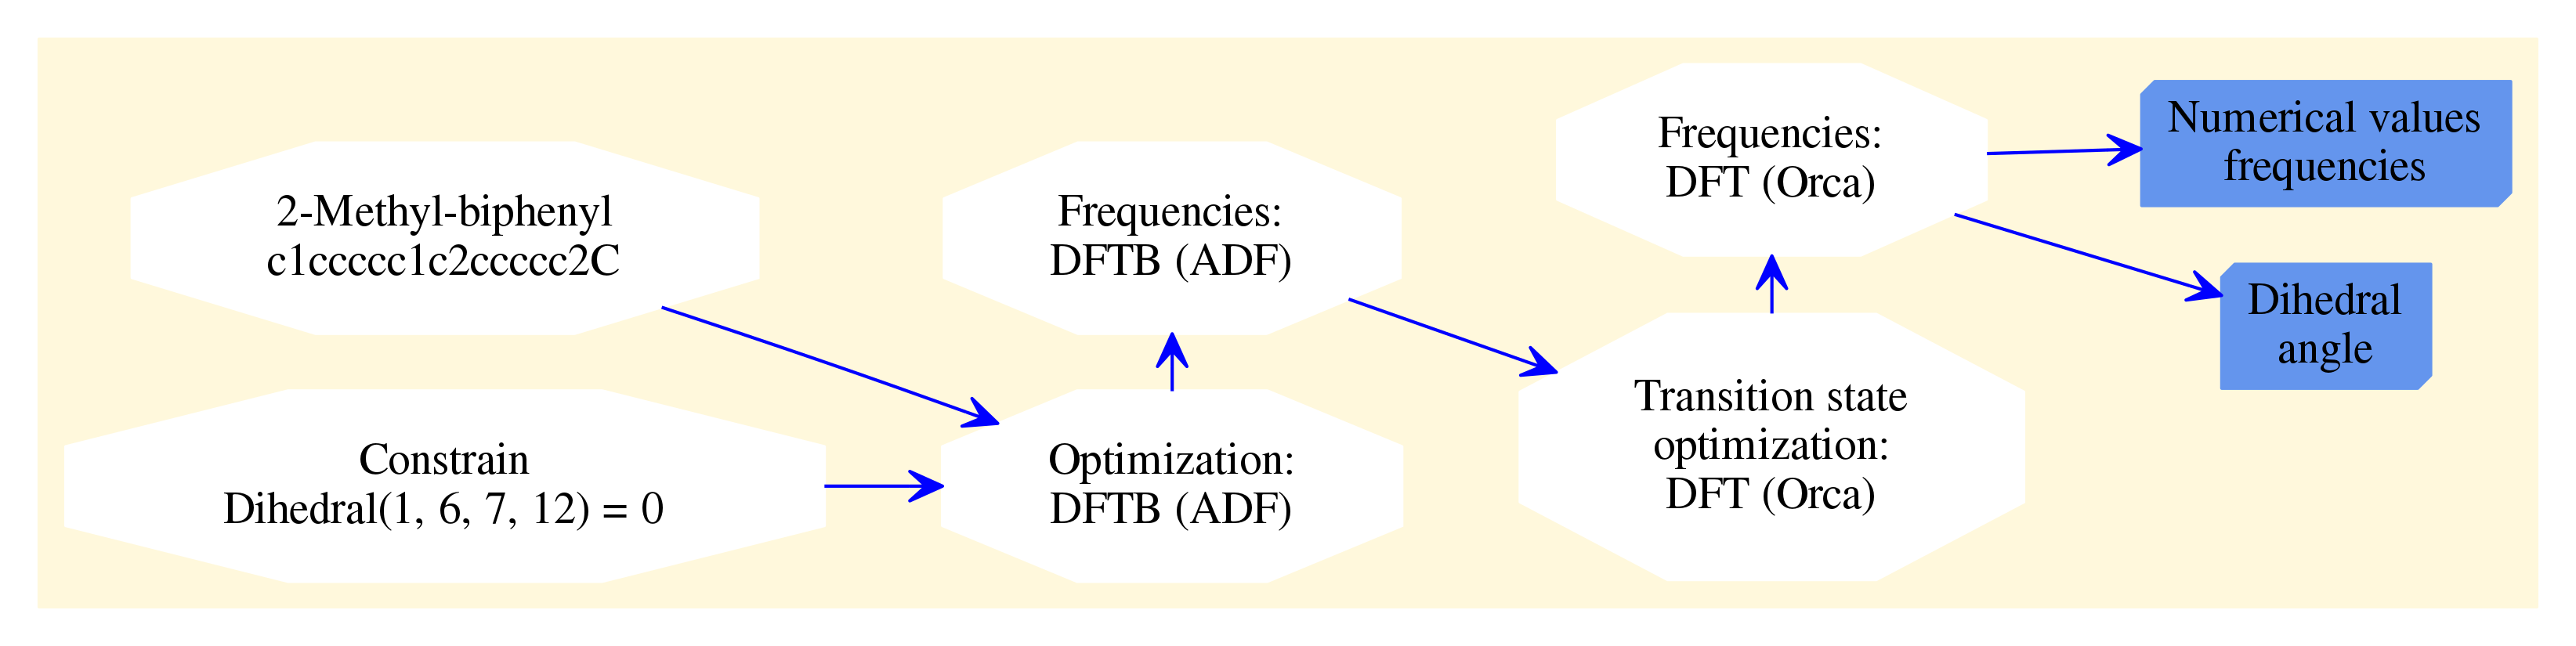 2-Methyl-biphenyl
c1ccccc1c2ccccc2C
Constrain
Dihedral(1, 6, 7, 12) = 0
Frequencies:
DFTB (ADF)
Optimization:
DFTB (ADF)
Frequencies:
DFT (Orca)
Transition state
optimization:
DFT (Orca)
Numerical values
frequencies
Dihedral
angle